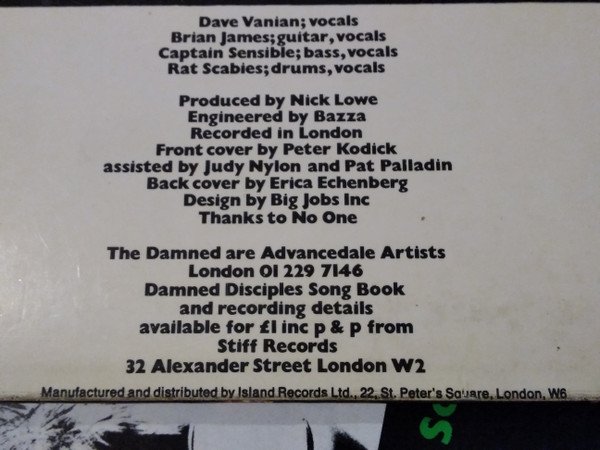 Dave Vanian; vocals
Brian James; guitar, vocals
Captain Sensible; bass, vocals
Rat Scabies; drums, vocals
Produced by Nick Lowe
Engineered by Bazza
Recorded in London
Front cover by Peter Kodick
assisted by Judy Nylon and Pat Palladin
Back cover by Erica Echenberg
Design by Big Jobs Inc
Thanks to No One
The Damned are Advancedale Artists
London 01 229 7146
Damned Disciples Song Book
and recording details
available for £1 inc p & p from
Stiff Records
32 Alexander Street London W2
Manufactured and distributed by Island Records Ltd., 22, St. Peter's Square, London, W6